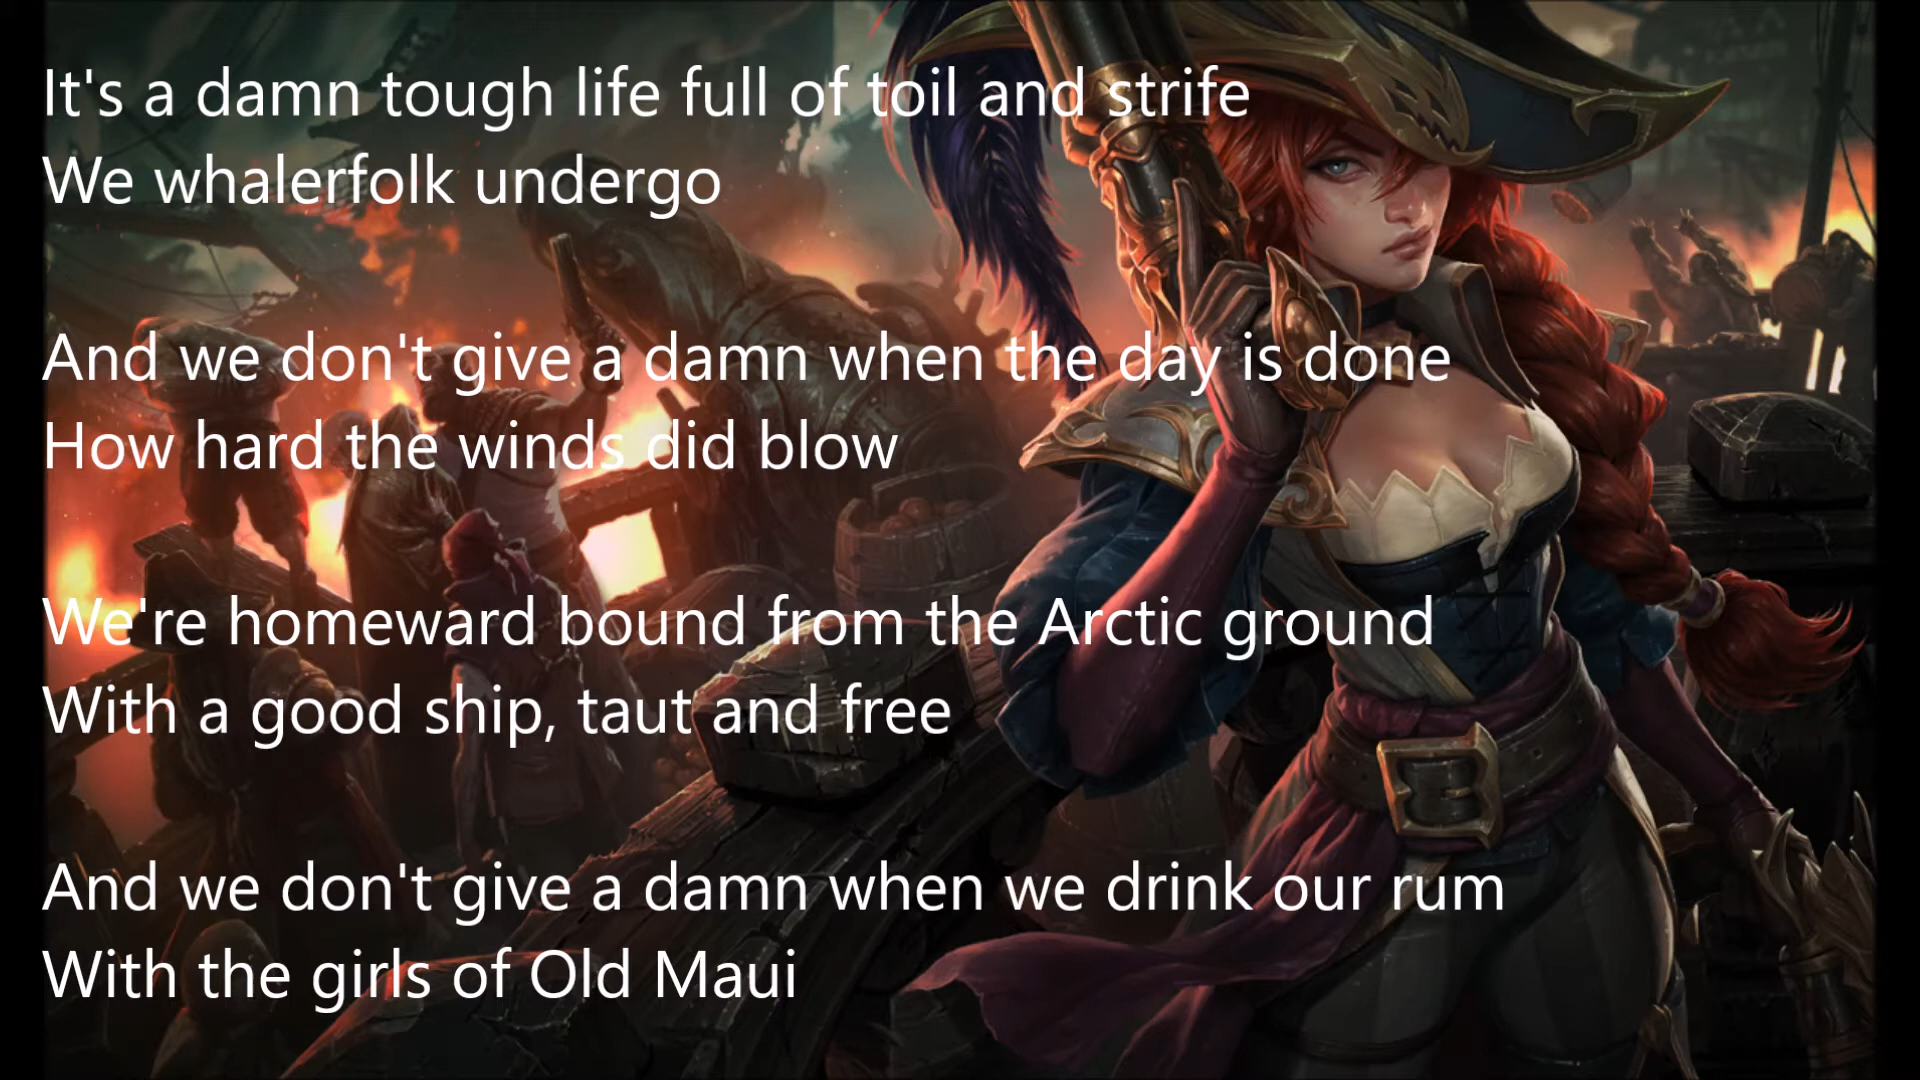 It's a damn tough life full of toil and strife
We whalerfolk undergo
And we don't give a damn when the day is done
How hard the winds did blow
We're homeward bound from the Arctic ground
With a good ship, taut and free
And we don't give a damn when we drink our rum
With the girls of Old Maui